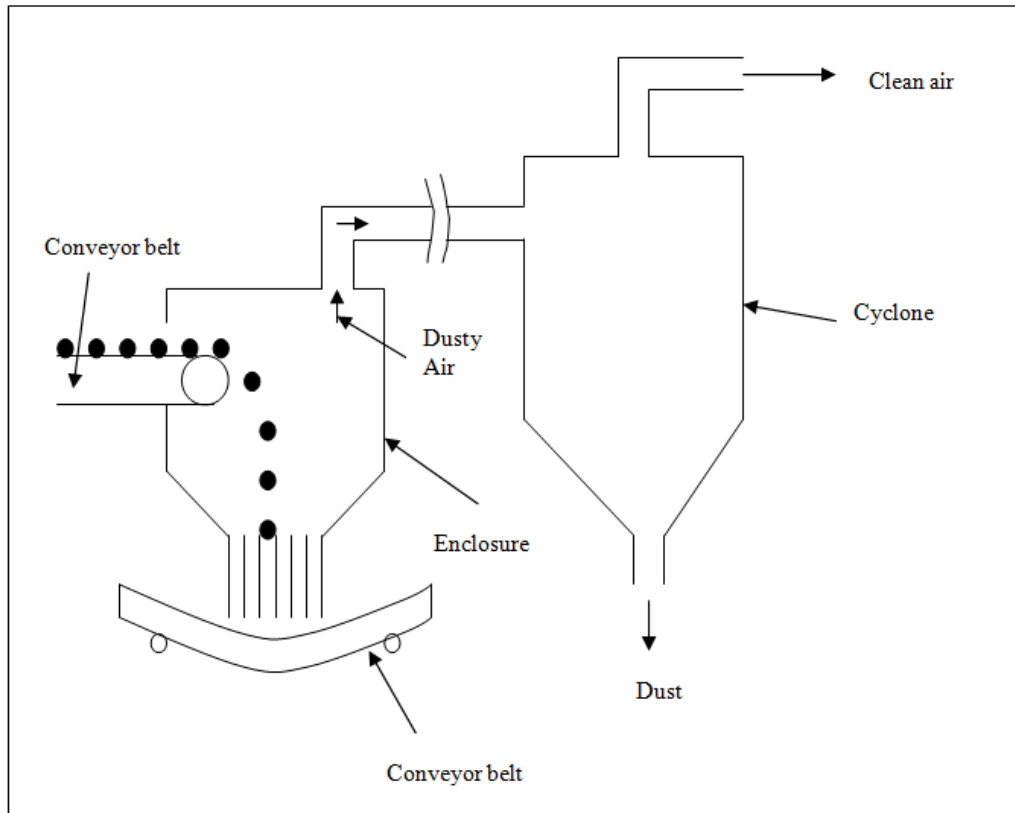 Clean air
Conveyor belt
Cyclone
Dusty
Air
Enclosure
Dust
Conveyor belt